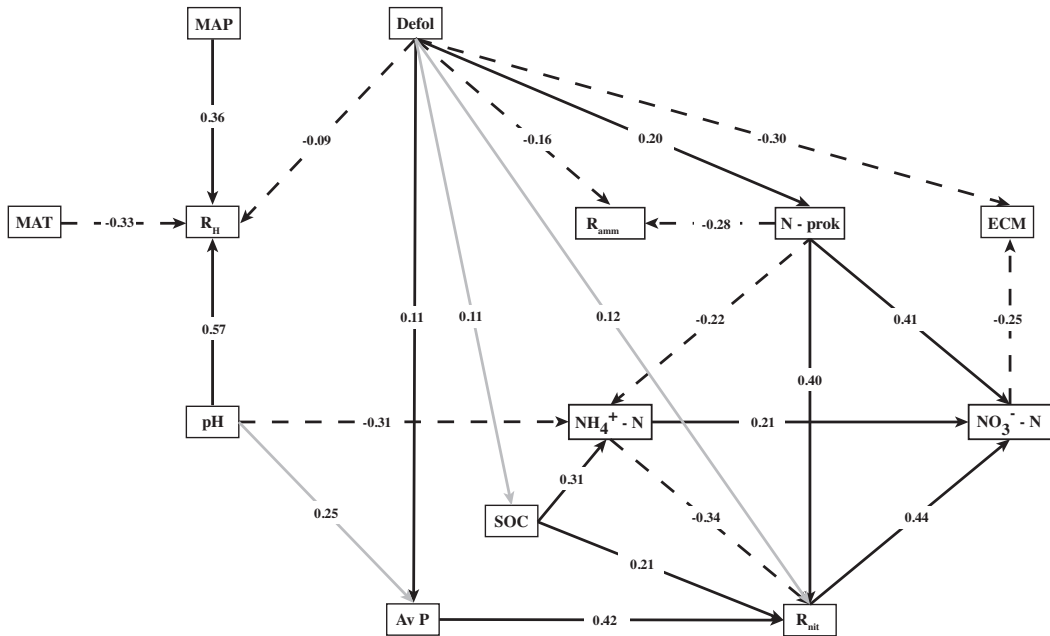 MAP
Defol
0.36
-0.09
-0.16
0.20
-0.30
MAT
-0.33
R_H
R_amm
-0.28
N - prok
ECM
0.57
0.11
0.11
0.12
-0.22
0.41
-0.25
0.40
pH
-0.31
NH₄⁺ - N
0.21
NO₃⁻ - N
0.31
0.25
SOC
-0.34
0.44
0.21
Av P
0.42
R_nit